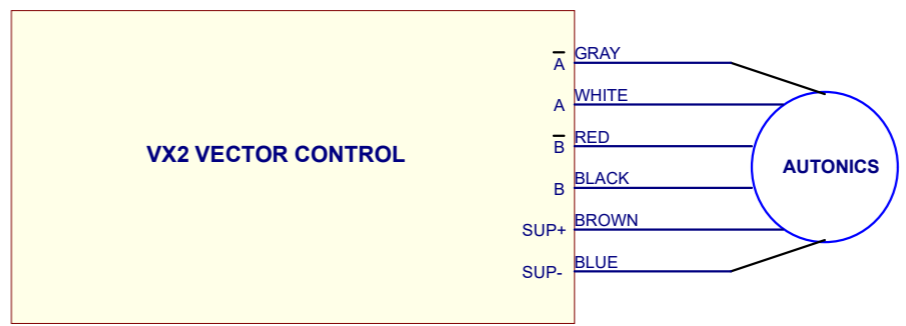 A̅ GRAY
A WHITE
B̅ RED
VX2 VECTOR CONTROL
AUTONICS
B BLACK
SUP+ BROWN
SUP- BLUE